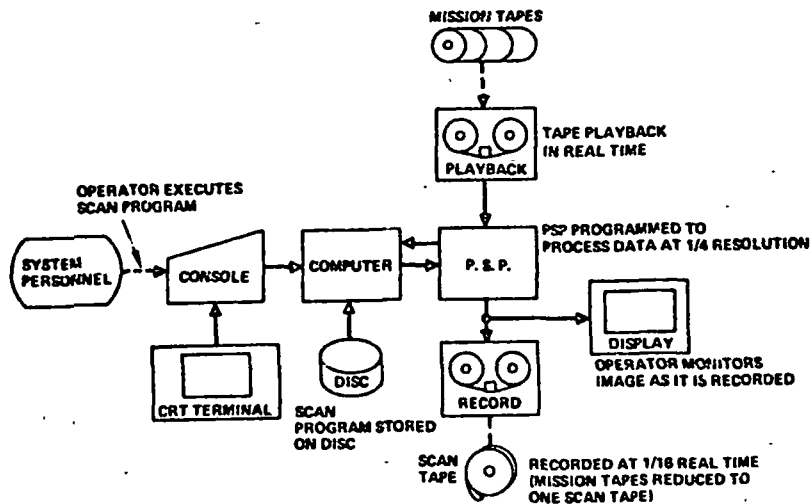 MISSION TAPES
TAPE PLAYBACK
IN REAL TIME
PLAYBACK
OPERATOR EXECUTES
SCAN PROGRAM
PSP PROGRAMMED TO
PROCESS DATA AT 1/4 RESOLUTION
SYSTEM
PERSONNEL
CONSOLE
COMPUTER
P. S. P.
DISPLAY
OPERATOR MONITORS
IMAGE AS IT IS RECORDED
CRT TERMINAL
DISC
SCAN
PROGRAM STORED
ON DISC
RECORD
SCAN
TAPE
RECORDED AT 1/16 REAL TIME
(MISSION TAPES REDUCED TO
ONE SCAN TAPE)